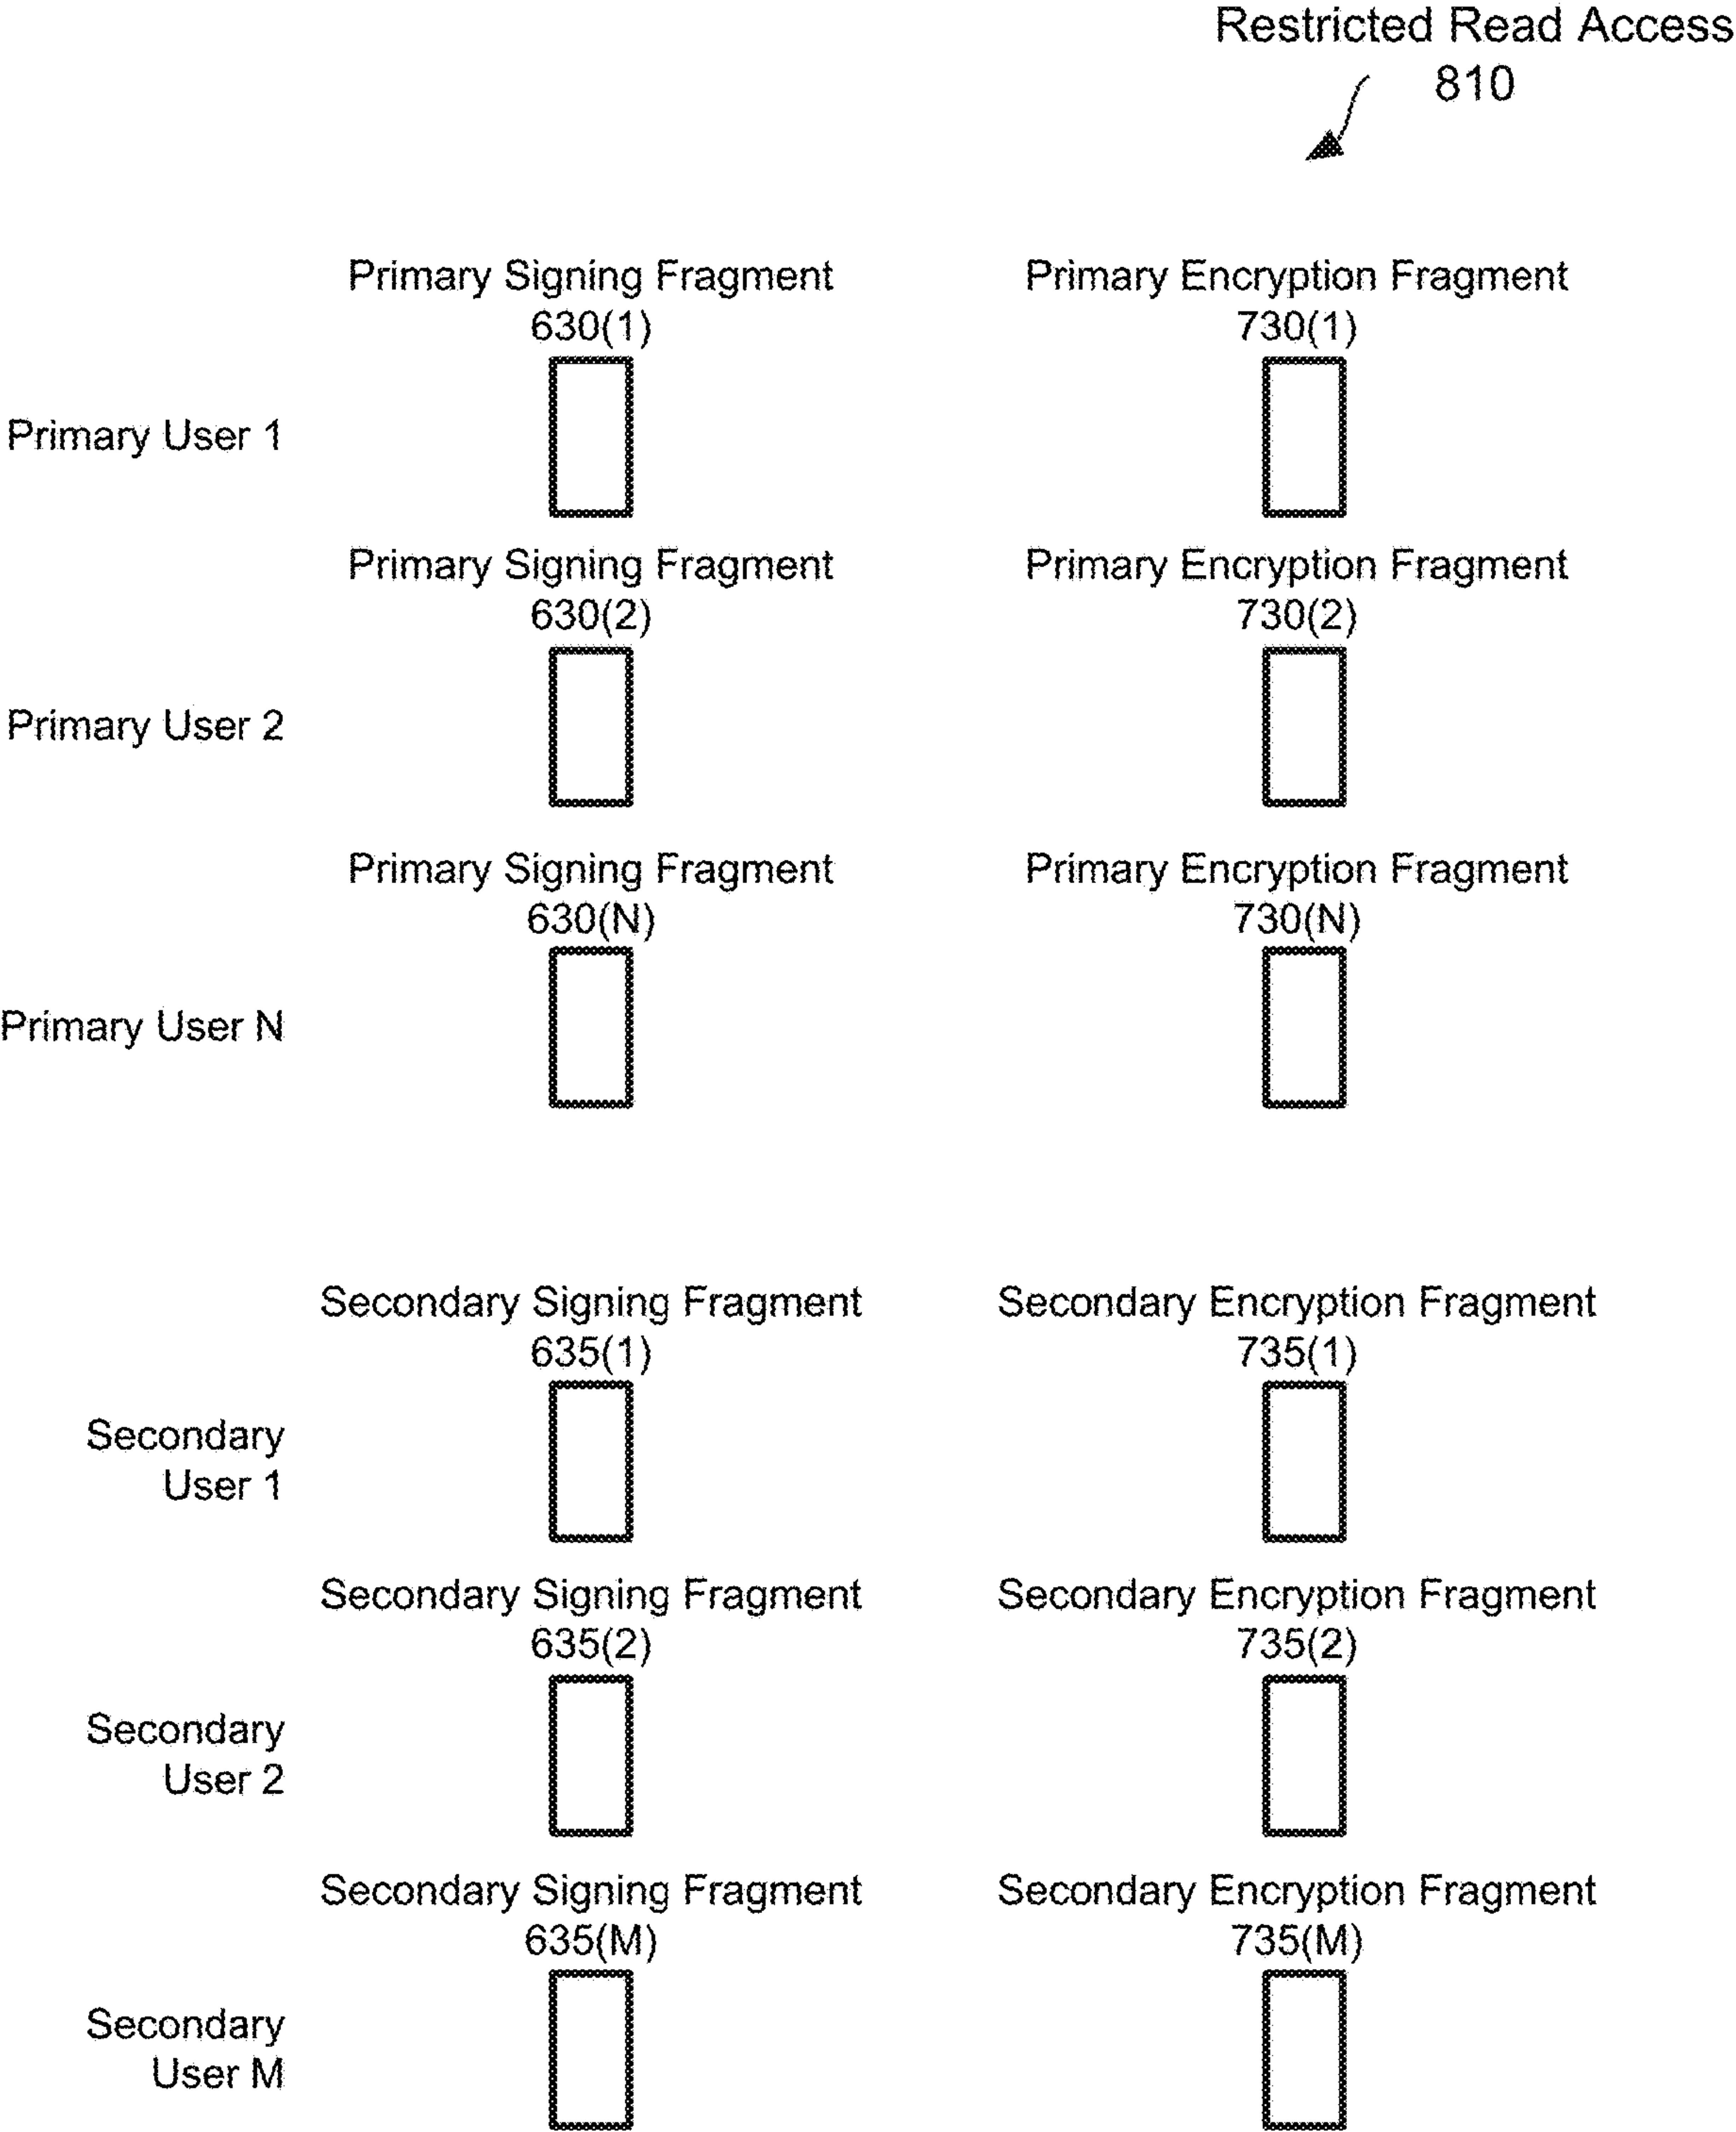 Restricted Read Access
810
Primary Signing Fragment
630(1)
Primary Encryption Fragment
730(1)
Primary User 1
Primary Signing Fragment
630(2)
Primary Encryption Fragment
730(2)
Primary User 2
Primary Signing Fragment
630(N)
Primary Encryption Fragment
730(N)
Primary User N
Secondary Signing Fragment
635(1)
Secondary Encryption Fragment
735(1)
Secondary
User 1
Secondary Signing Fragment
635(2)
Secondary Encryption Fragment
735(2)
Secondary
User 2
Secondary Signing Fragment
635(M)
Secondary Encryption Fragment
735(M)
Secondary
User M